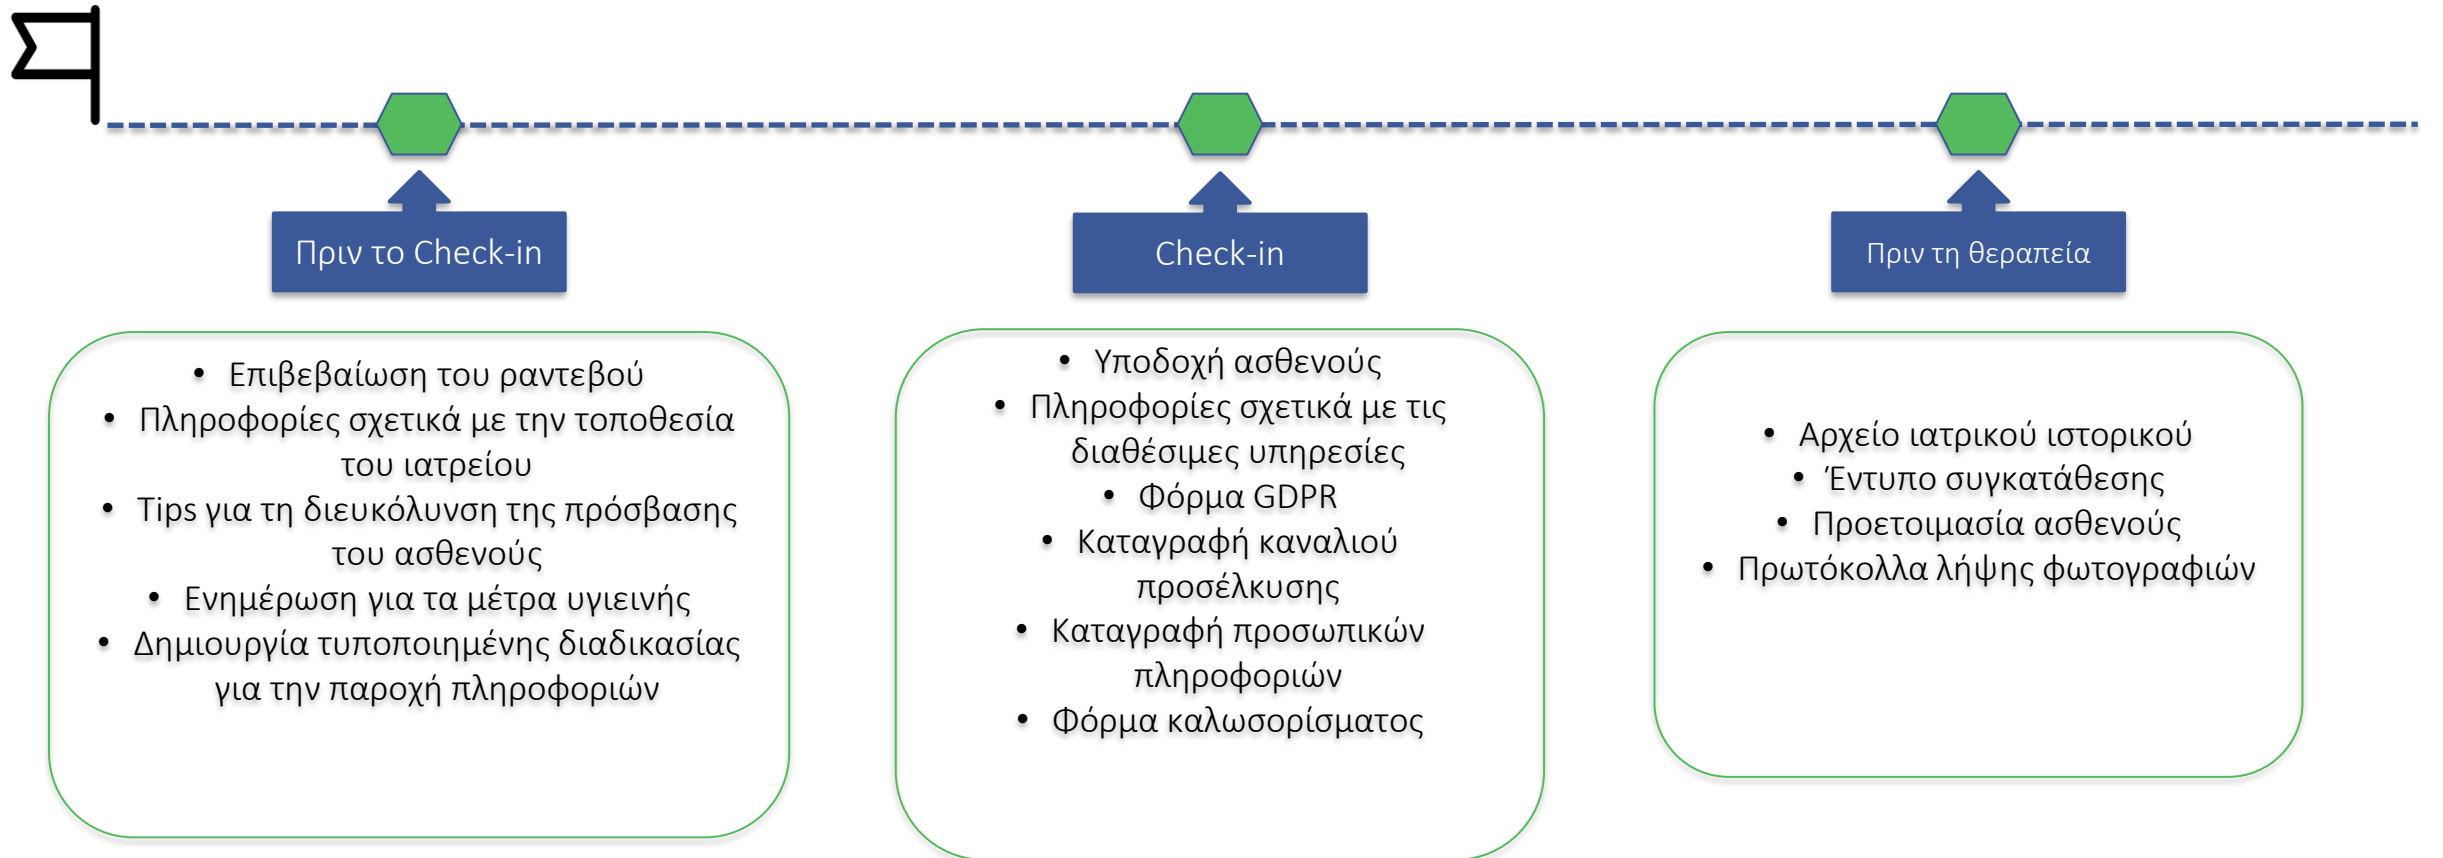 Πριν το Check-in
• Επιβεβαίωση του ραντεβού
• Πληροφορίες σχετικά με την τοποθεσία
του ιατρείου
• Tips για τη διευκόλυνση της πρόσβασης
του ασθενούς
• Ενημέρωση για τα μέτρα υγιεινής
• Δημιουργία τυποποιημένης διαδικασίας
για την παροχή πληροφοριών
Check-in
• Υποδοχή ασθενούς
• Πληροφορίες σχετικά με τις
διαθέσιμες υπηρεσίες
• Φόρμα GDPR
• Καταγραφή καναλιού
προσέλκυσης
• Καταγραφή προσωπικών
πληροφοριών
• Φόρμα καλωσορίσματος
Πριν τη θεραπεία
• Αρχείο ιατρικού ιστορικού
• Έντυπο συγκατάθεσης
• Προετοιμασία ασθενούς
• Πρωτόκολλα λήψης φωτογραφιών